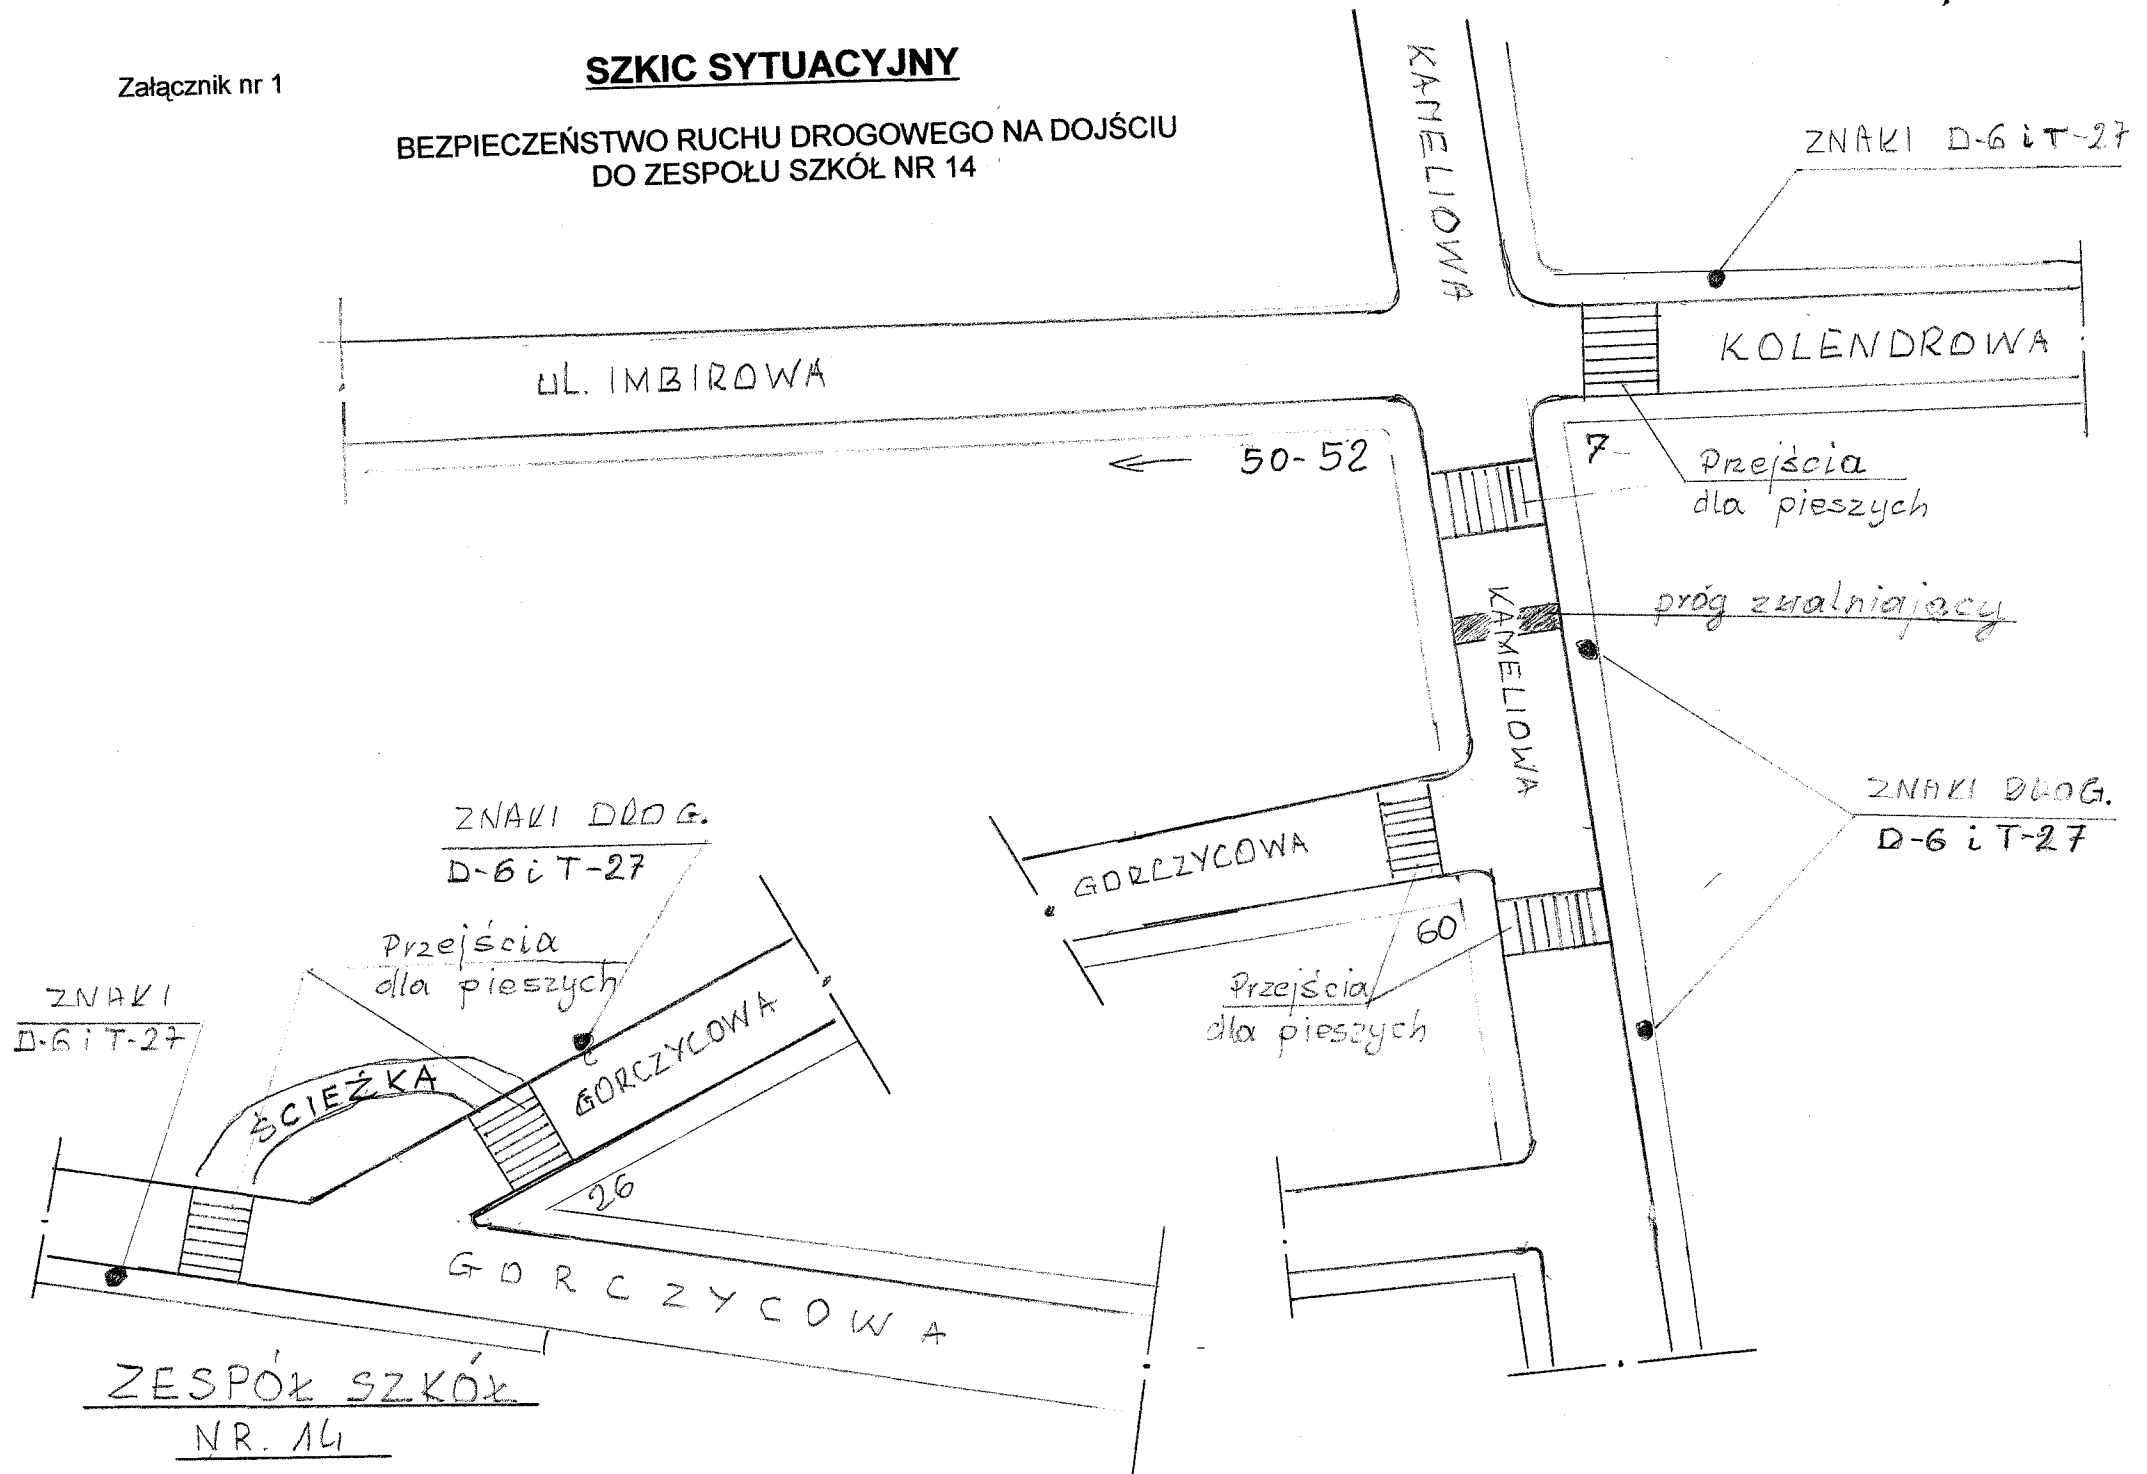 Załącznik nr 1
SZKIC SYTUACYJNY
BEZPIECZEŃSTWO RUCHU DROGOWEGO NA DOJŚCIU
DO ZESPOŁU SZKÓŁ NR 14
KAMELIOWA
ZNAKI D-6 i T-27
KOLENDROWA
ul. IMBIROWA
50-52
7
Przejścia
dla pieszych
próg zwalniający
KAMELIOWA
ZNAKI DROG.
D-6 i T-27
ZNAKI DROG.
D-6 i T-27
GORCZYCOWA
60
Przejścia
dla pieszych
Przejścia
dla pieszych
ZNAKI
D-6 i T-27
ŚCIEŻKA
GORCZYCOWA
26
GORCZYCOWA
ZESPÓŁ SZKÓŁ
NR. 14